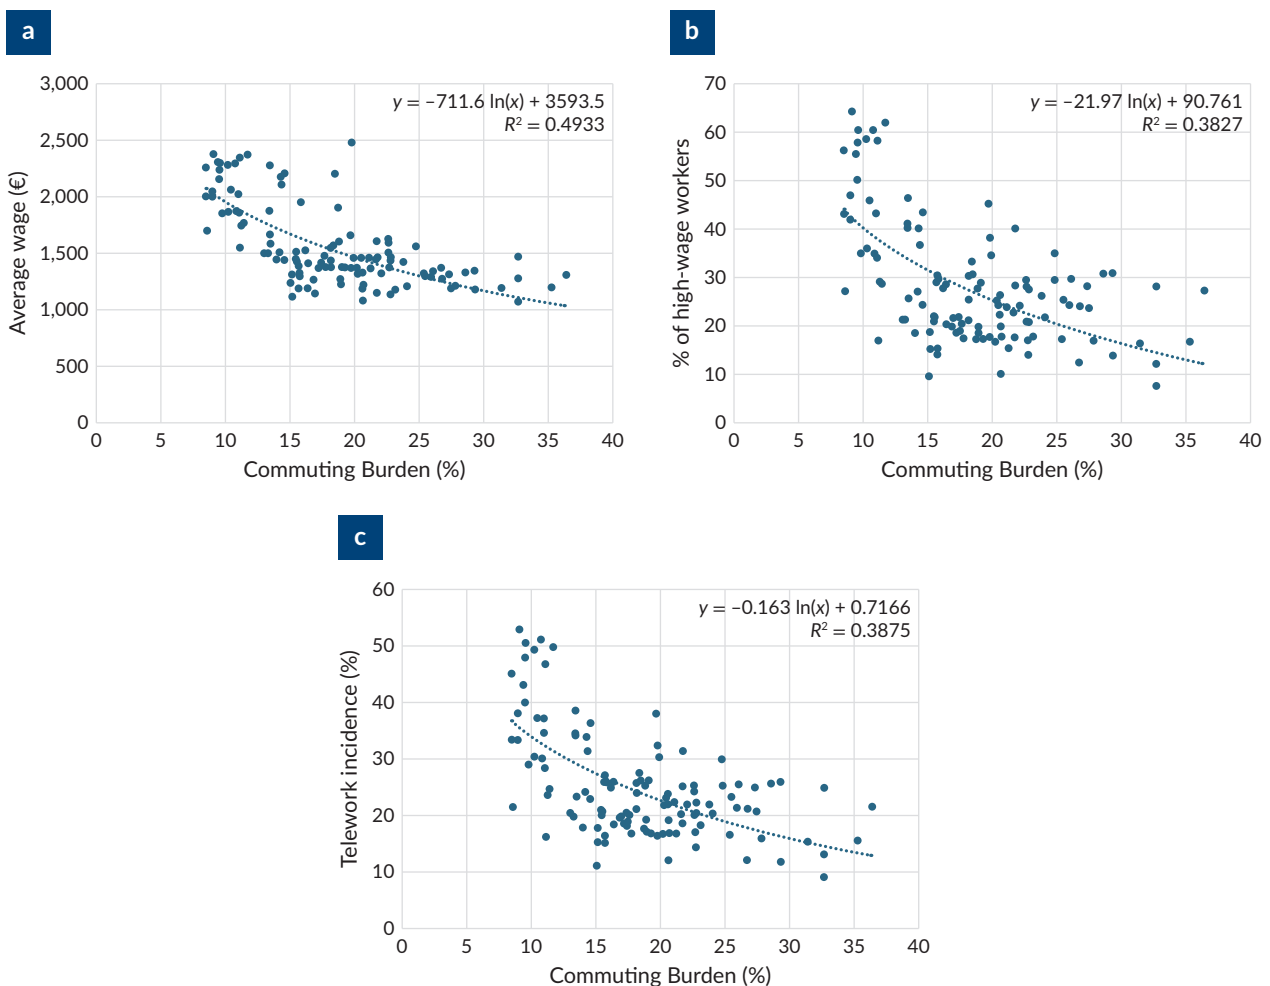 a
3,000
2,500
2,000
1,500
1,000
500
0
Average wage (€)
y = −711.6 ln(x) + 3593.5
R² = 0.4933
0 5 10 15 20 25 30 35 40
Commuting Burden (%)
b
70
60
50
40
30
20
10
0
% of high-wage workers
y = −21.97 ln(x) + 90.761
R² = 0.3827
0 5 10 15 20 25 30 35 40
Commuting Burden (%)
c
60
50
40
30
20
10
0
Telework incidence (%)
y = −0.163 ln(x) + 0.7166
R² = 0.3875
0 5 10 15 20 25 30 35 40
Commuting Burden (%)